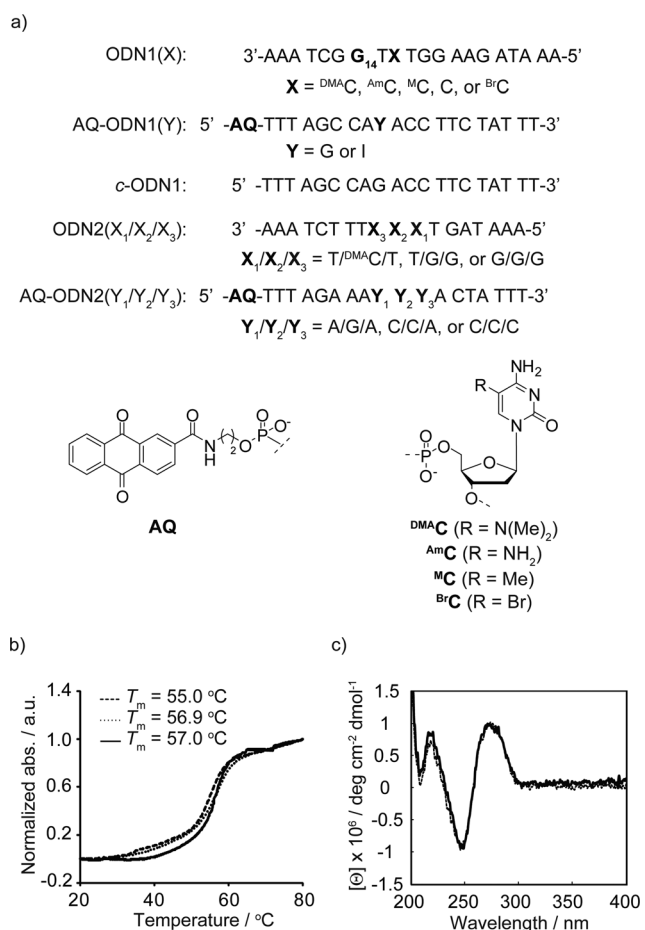 a)
ODN1(X): 3’-AAA TCG G14TX TGG AAG ATA AA-5’
X = DMAC, AmC, MC, C, or BrC
AQ-ODN1(Y): 5’ -AQ-TTT AGC CAY ACC TTC TAT TT-3’
Y = G or I
c-ODN1: 5’ -TTT AGC CAG ACC TTC TAT TT-3’
ODN2(X1/X2/X3): 3’ -AAA TCT TTX3 X2 X1T GAT AAA-5’
X1/X2/X3 = T/DMAC/T, T/G/G, or G/G/G
AQ-ODN2(Y1/Y2/Y3): 5’ -AQ-TTT AGA AAY1 Y2 Y3A CTA TTT-3’
Y1/Y2/Y3 = A/G/A, C/C/A, or C/C/C
O
O
O
N
H
2
O
P
O
O-
AQ
NH2
R
N
N
O
O
P
O
O-
O
O
DMAC (R = N(Me)2)
AmC (R = NH2)
MC (R = Me)
BrC (R = Br)
b)
Normalized abs. / a.u.
1.4
1.0
0.6
0.2
-0.2
Tm = 55.0 oC
Tm = 56.9 oC
Tm = 57.0 oC
20 40 60 80
Temperature / oC
c)
[Θ] x 10^6 / deg cm-2 dmol-1
1.5
1
0.5
0
-0.5
-1
-1.5
200 250 300 350 400
Wavelength / nm